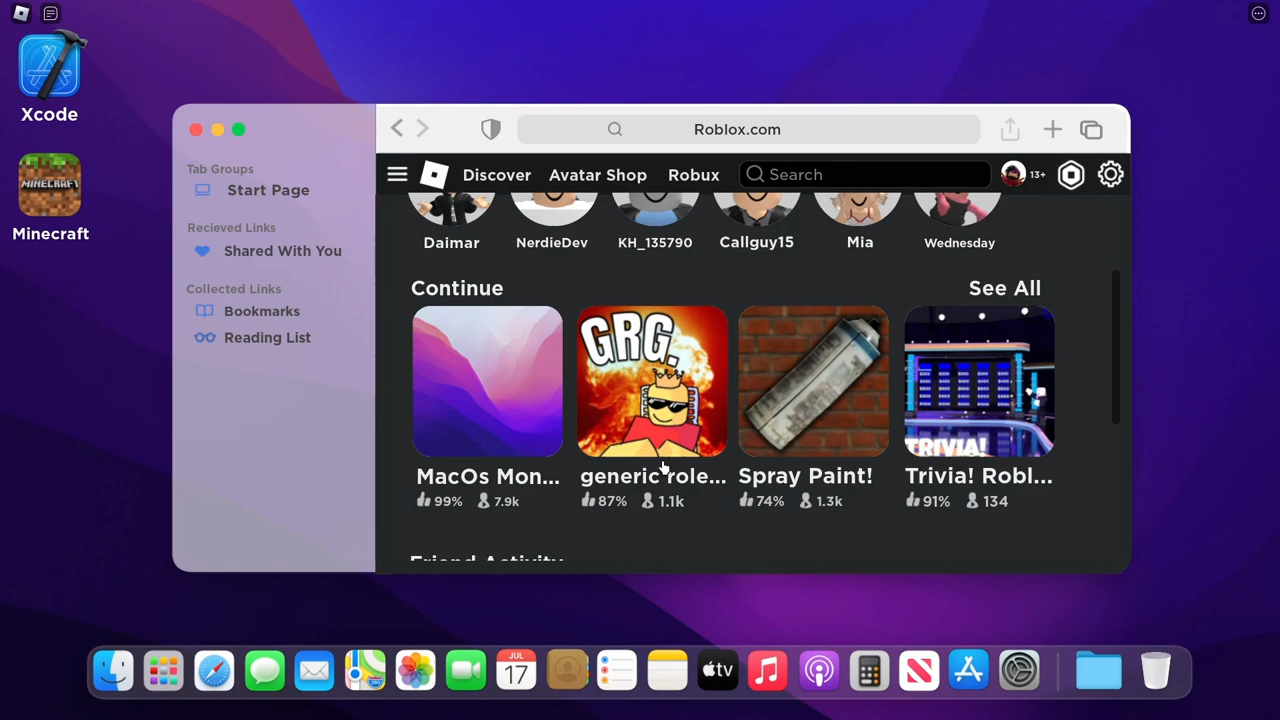 Xcode
MINECRAFT
Minecraft
Roblox.com
Tab Groups
Start Page
Recieved Links
Shared With You
Collected Links
Bookmarks
Reading List
Discover
Avatar Shop
Robux
Search
13+
Daimar
NerdieDev
KH_135790
Callguy15
Mia
Wednesday
Continue
See All
GRG.
TRIVIA!
MacOs Mon...
generic role...
Spray Paint!
Trivia! Robl...
99% 7.9k
87% 1.1k
74% 1.3k
91% 134
Friend Activity
JUL
17
tv